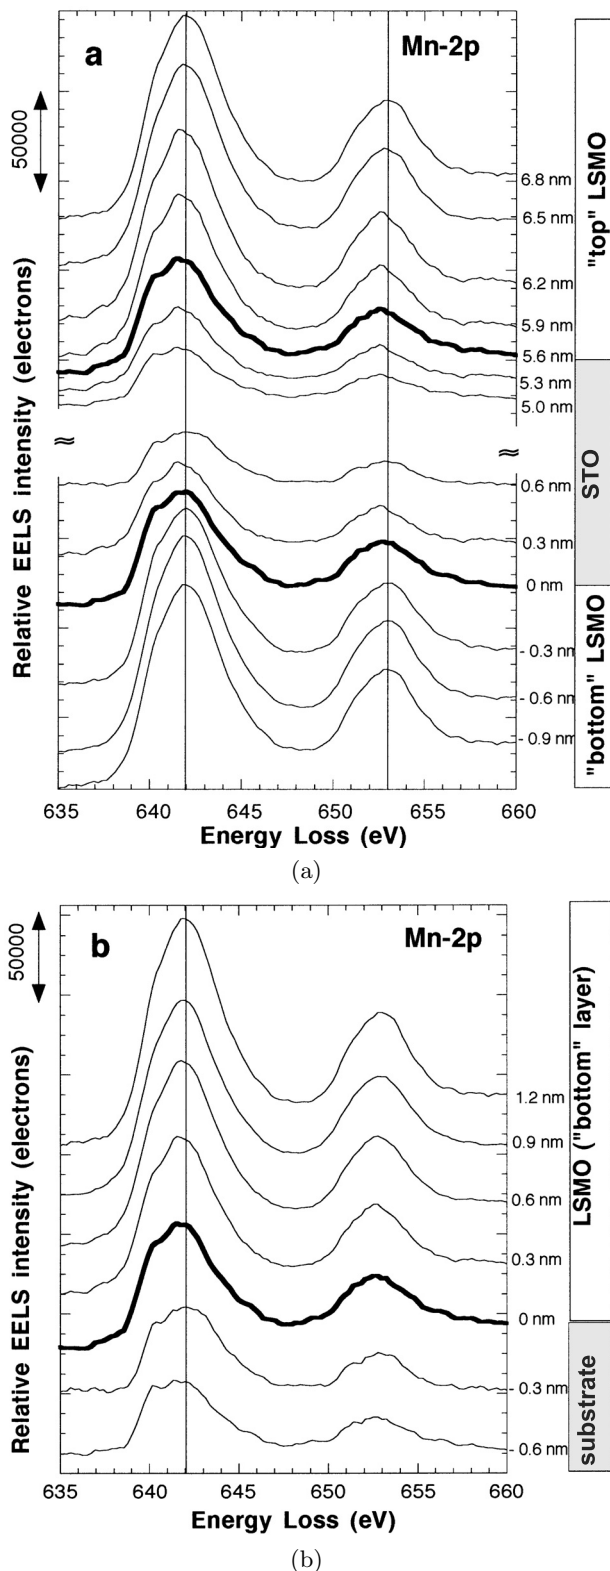 a
Mn-2p
50000
Relative EELS intensity (electrons)
6.8 nm
6.5 nm
6.2 nm
5.9 nm
5.6 nm
5.3 nm
5.0 nm
≈
≈
0.6 nm
0.3 nm
0 nm
- 0.3 nm
- 0.6 nm
- 0.9 nm
"top" LSMO
STO
"bottom" LSMO
635 640 645 650 655 660
Energy Loss (eV)
(a)
b
Mn-2p
50000
Relative EELS intensity (electrons)
1.2 nm
0.9 nm
0.6 nm
0.3 nm
0 nm
- 0.3 nm
- 0.6 nm
LSMO ("bottom" layer)
substrate
635 640 645 650 655 660
Energy Loss (eV)
(b)